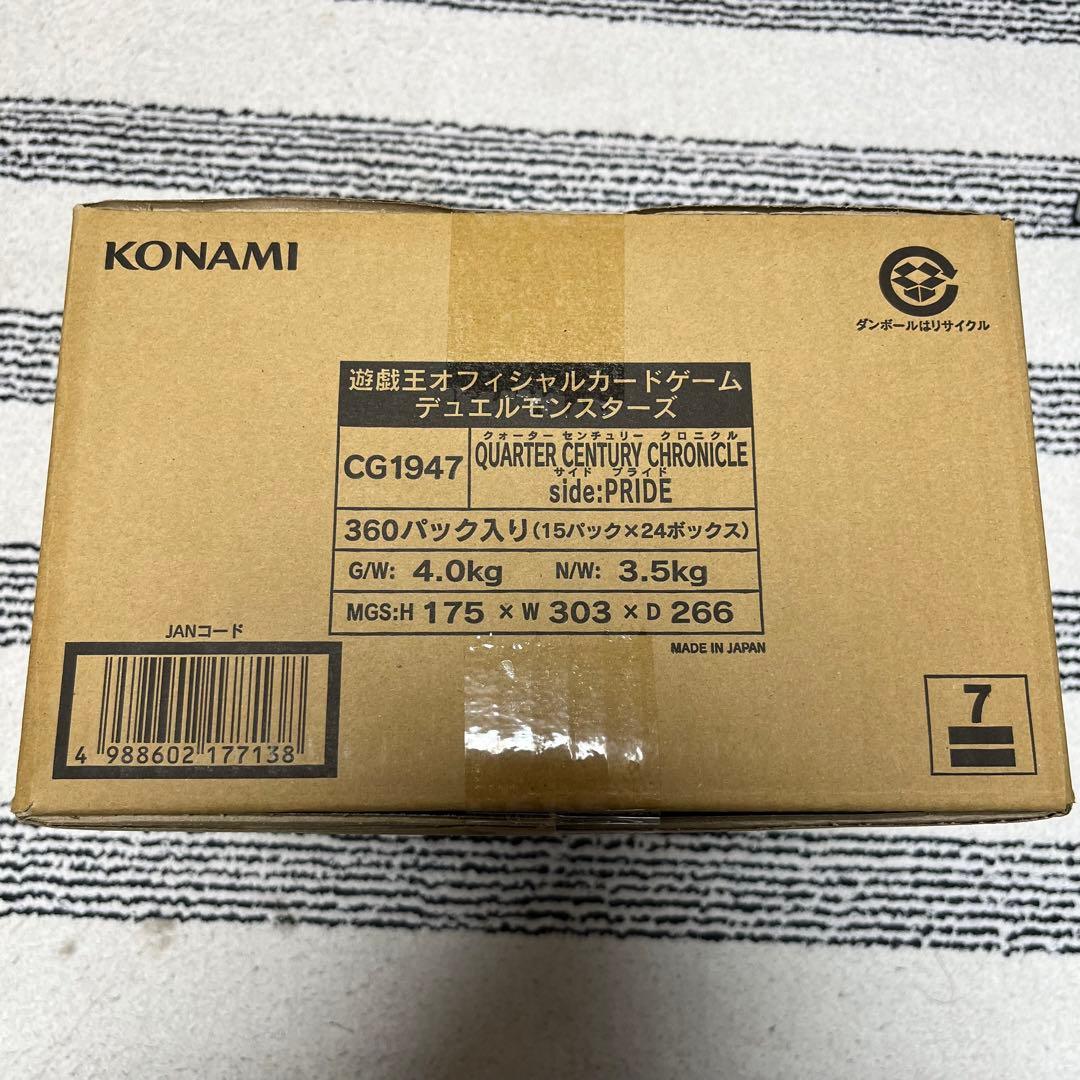 KONAMI
ダンボールはリサイクル
遊戯王オフィシャルカードゲーム
デュエルモンスターズ
CG1947
クォーター センチュリー クロニクル
QUARTER CENTURY CHRONICLE
サイド プライド
side:PRIDE
360パック入り(15パック×24ボックス)
G/W: 4.0kg N/W: 3.5kg
MGS:H 175 × W 303 × D 266
MADE IN JAPAN
JANコード
4 988602 177138
7